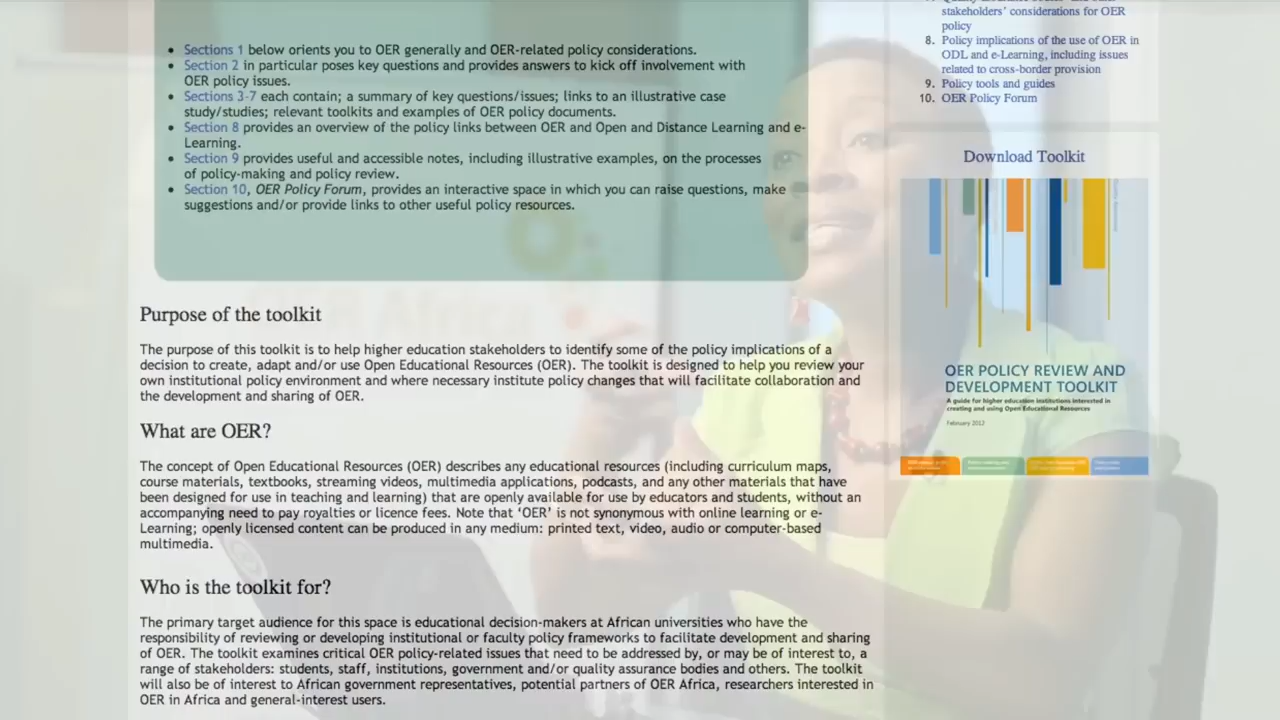 Sections 1 below orients you to OER generally and OER-related policy considerations.
Section 2 in particular poses key questions and provides answers to kick off involvement with
OER policy issues.
Sections 3-7 each contain; a summary of key questions/issues; links to an illustrative case
study/studies; relevant toolkits and examples of OER policy documents.
Section 8 provides an overview of the policy links between OER and Open and Distance Learning and e-
Learning.
Section 9 provides useful and accessible notes, including illustrative examples, on the processes
of policy-making and policy review.
Section 10, OER Policy Forum, provides an interactive space in which you can raise questions, make
suggestions and/or provide links to other useful policy resources.
Purpose of the toolkit
The purpose of this toolkit is to help higher education stakeholders to identify some of the policy implications of a
decision to create, adapt and/or use Open Educational Resources (OER). The toolkit is designed to help you review your
own institutional policy environment and where necessary institute policy changes that will facilitate collaboration and
the development and sharing of OER.
What are OER?
The concept of Open Educational Resources (OER) describes any educational resources (including curriculum maps,
course materials, textbooks, streaming videos, multimedia applications, podcasts, and any other materials that have
been designed for use in teaching and learning) that are openly available for use by educators and students, without an
accompanying need to pay royalties or licence fees. Note that ‘OER’ is not synonymous with online learning or e-
Learning; openly licensed content can be produced in any medium: printed text, video, audio or computer-based
multimedia.
Who is the toolkit for?
The primary target audience for this space is educational decision-makers at African universities who have the
responsibility of reviewing or developing institutional or faculty policy frameworks to facilitate development and sharing
of OER. The toolkit examines critical OER policy-related issues that need to be addressed by, or may be of interest to, a
range of stakeholders: students, staff, institutions, government and/or quality assurance bodies and others. The toolkit
will also be of interest to African government representatives, potential partners of OER Africa, researchers interested in
OER in Africa and general-interest users.
stakeholders’ considerations for OER
policy
8. Policy implications of the use of OER in
ODL and e-Learning, including issues
related to cross-border provision
9. Policy tools and guides
10. OER Policy Forum
Download Toolkit
OER POLICY REVIEW AND
DEVELOPMENT TOOLKIT
A guide for higher education institutions interested in
creating and using Open Educational Resources
February 2012
Africa